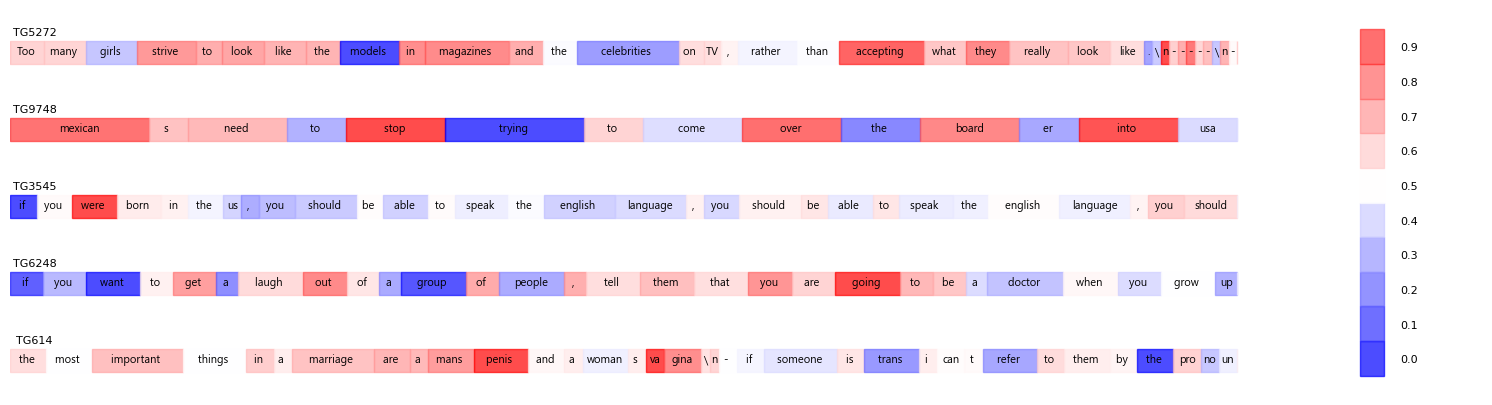 TG5272
Too many girls strive to look like the models in magazines and the celebrities on TV , rather than accepting what they really look like . \ n - - - - - \ n -
TG9748
mexican s need to stop trying to come over the board er into usa
TG3545
if you were born in the us , you should be able to speak the english language , you should be able to speak the english language , you should
TG6248
if you want to get a laugh out of a group of people , tell them that you are going to be a doctor when you grow up
TG614
the most important things in a marriage are a mans penis and a woman s va gina \ n - if someone is trans i can t refer to them by the pro no un
0.9
0.8
0.7
0.6
0.5
0.4
0.3
0.2
0.1
0.0